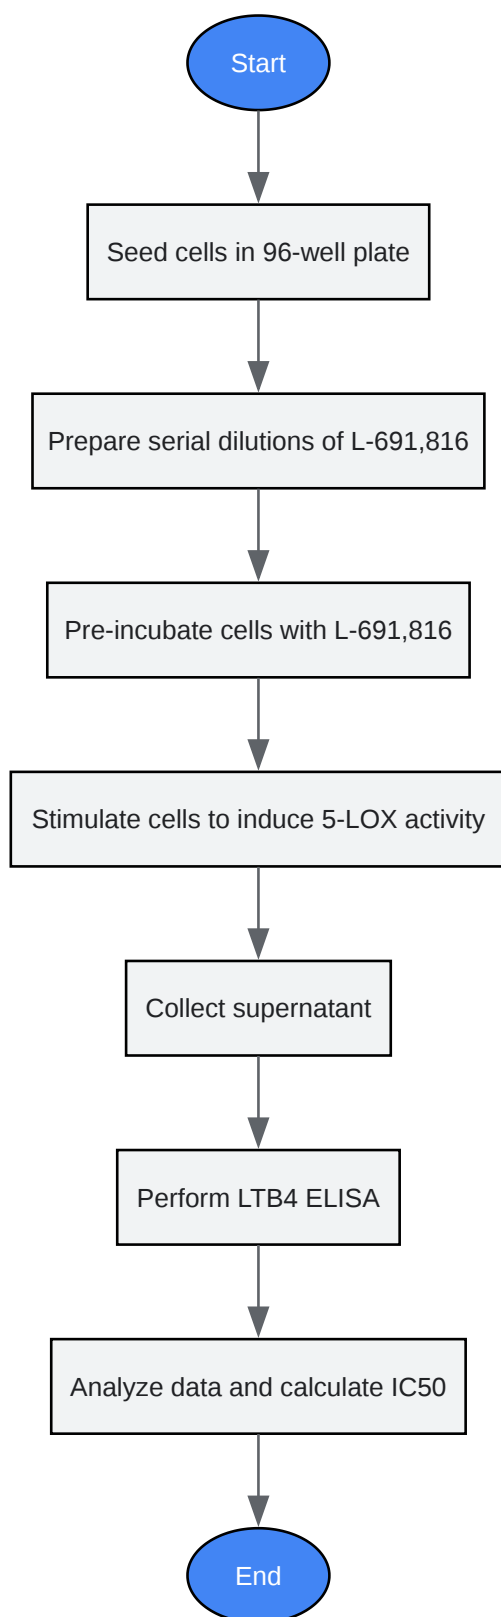 Start
Seed cells in 96-well plate
Prepare serial dilutions of L-691,816
Pre-incubate cells with L-691,816
Stimulate cells to induce 5-LOX activity
Collect supernatant
Perform LTB4 ELISA
Analyze data and calculate IC50
End